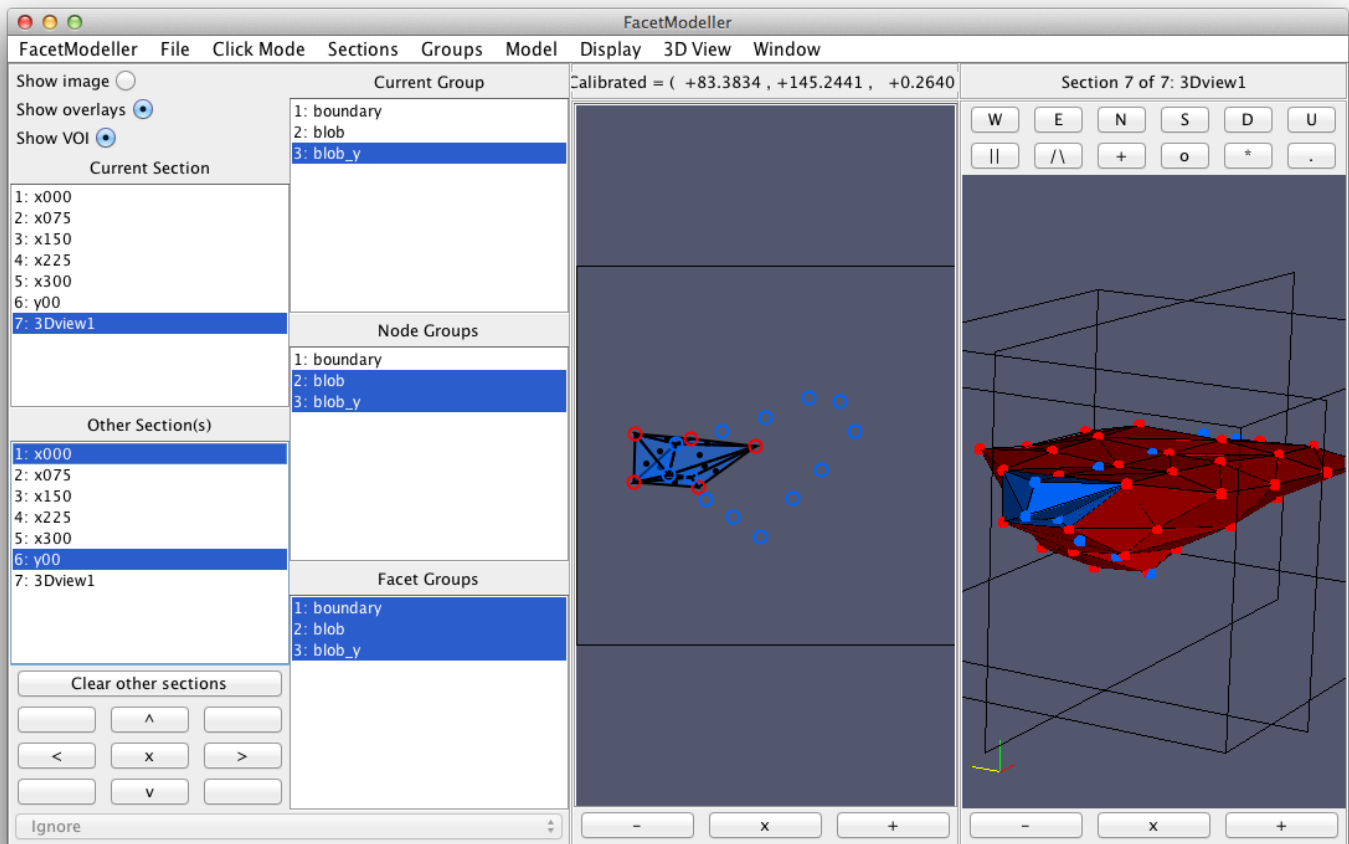 FacetModeller
FacetModeller File Click Mode Sections Groups Model Display 3D View Window
Show image
Show overlays
Show VOI
Current Section
1: x000
2: x075
3: x150
4: x225
5: x300
6: y00
7: 3Dview1
Other Section(s)
1: x000
2: x075
3: x150
4: x225
5: x300
6: y00
7: 3Dview1
Clear other sections
^
< x >
v
Ignore
Current Group
1: boundary
2: blob
3: blob_y
Node Groups
1: boundary
2: blob
3: blob_y
Facet Groups
1: boundary
2: blob
3: blob_y
Calibrated = ( +83.3834 , +145.2441 , +0.2640
- x +
Section 7 of 7: 3Dview1
W E N S D U
|| /\ + o * .
- x +